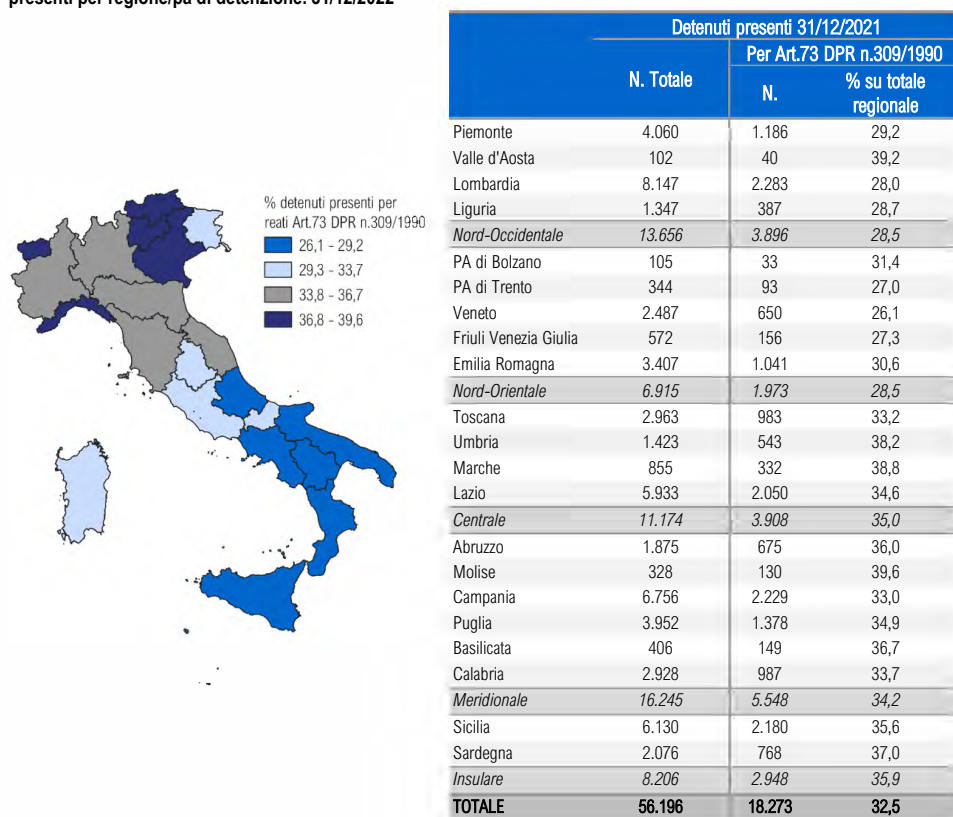 presenti per regione/pa di detenzione. 31/12/2022
% detenuti presenti per
reati Art.73 DPR n.309/1990
26,1 - 29,2
29,3 - 33,7
33,8 - 36,7
36,8 - 39,6
Detenuti presenti 31/12/2021
Per Art.73 DPR n.309/1990
N. Totale N. % su totale
regionale
Piemonte 4.060 1.186 29,2
Valle d'Aosta 102 40 39,2
Lombardia 8.147 2.283 28,0
Liguria 1.347 387 28,7
Nord-Occidentale 13.656 3.896 28,5
PA di Bolzano 105 33 31,4
PA di Trento 344 93 27,0
Veneto 2.487 650 26,1
Friuli Venezia Giulia 572 156 27,3
Emilia Romagna 3.407 1.041 30,6
Nord-Orientale 6.915 1.973 28,5
Toscana 2.963 983 33,2
Umbria 1.423 543 38,2
Marche 855 332 38,8
Lazio 5.933 2.050 34,6
Centrale 11.174 3.908 35,0
Abruzzo 1.875 675 36,0
Molise 328 130 39,6
Campania 6.756 2.229 33,0
Puglia 3.952 1.378 34,9
Basilicata 406 149 36,7
Calabria 2.928 987 33,7
Meridionale 16.245 5.548 34,2
Sicilia 6.130 2.180 35,6
Sardegna 2.076 768 37,0
Insulare 8.206 2.948 35,9
TOTALE 56.196 18.273 32,5